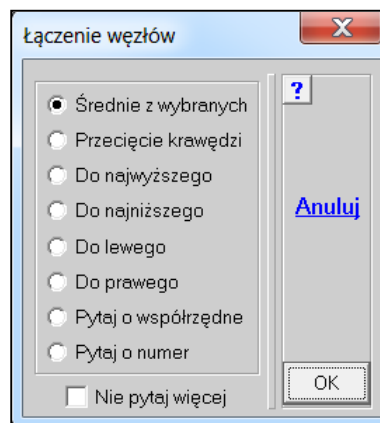 Łączenie węzłów
X
Średnie z wybranych
?
Przecięcie krawędzi
Do najwyższego
Do najniższego
Anuluj
Do lewego
Do prawego
Pytaj o współrzędne
Pytaj o numer
Nie pytaj więcej
OK